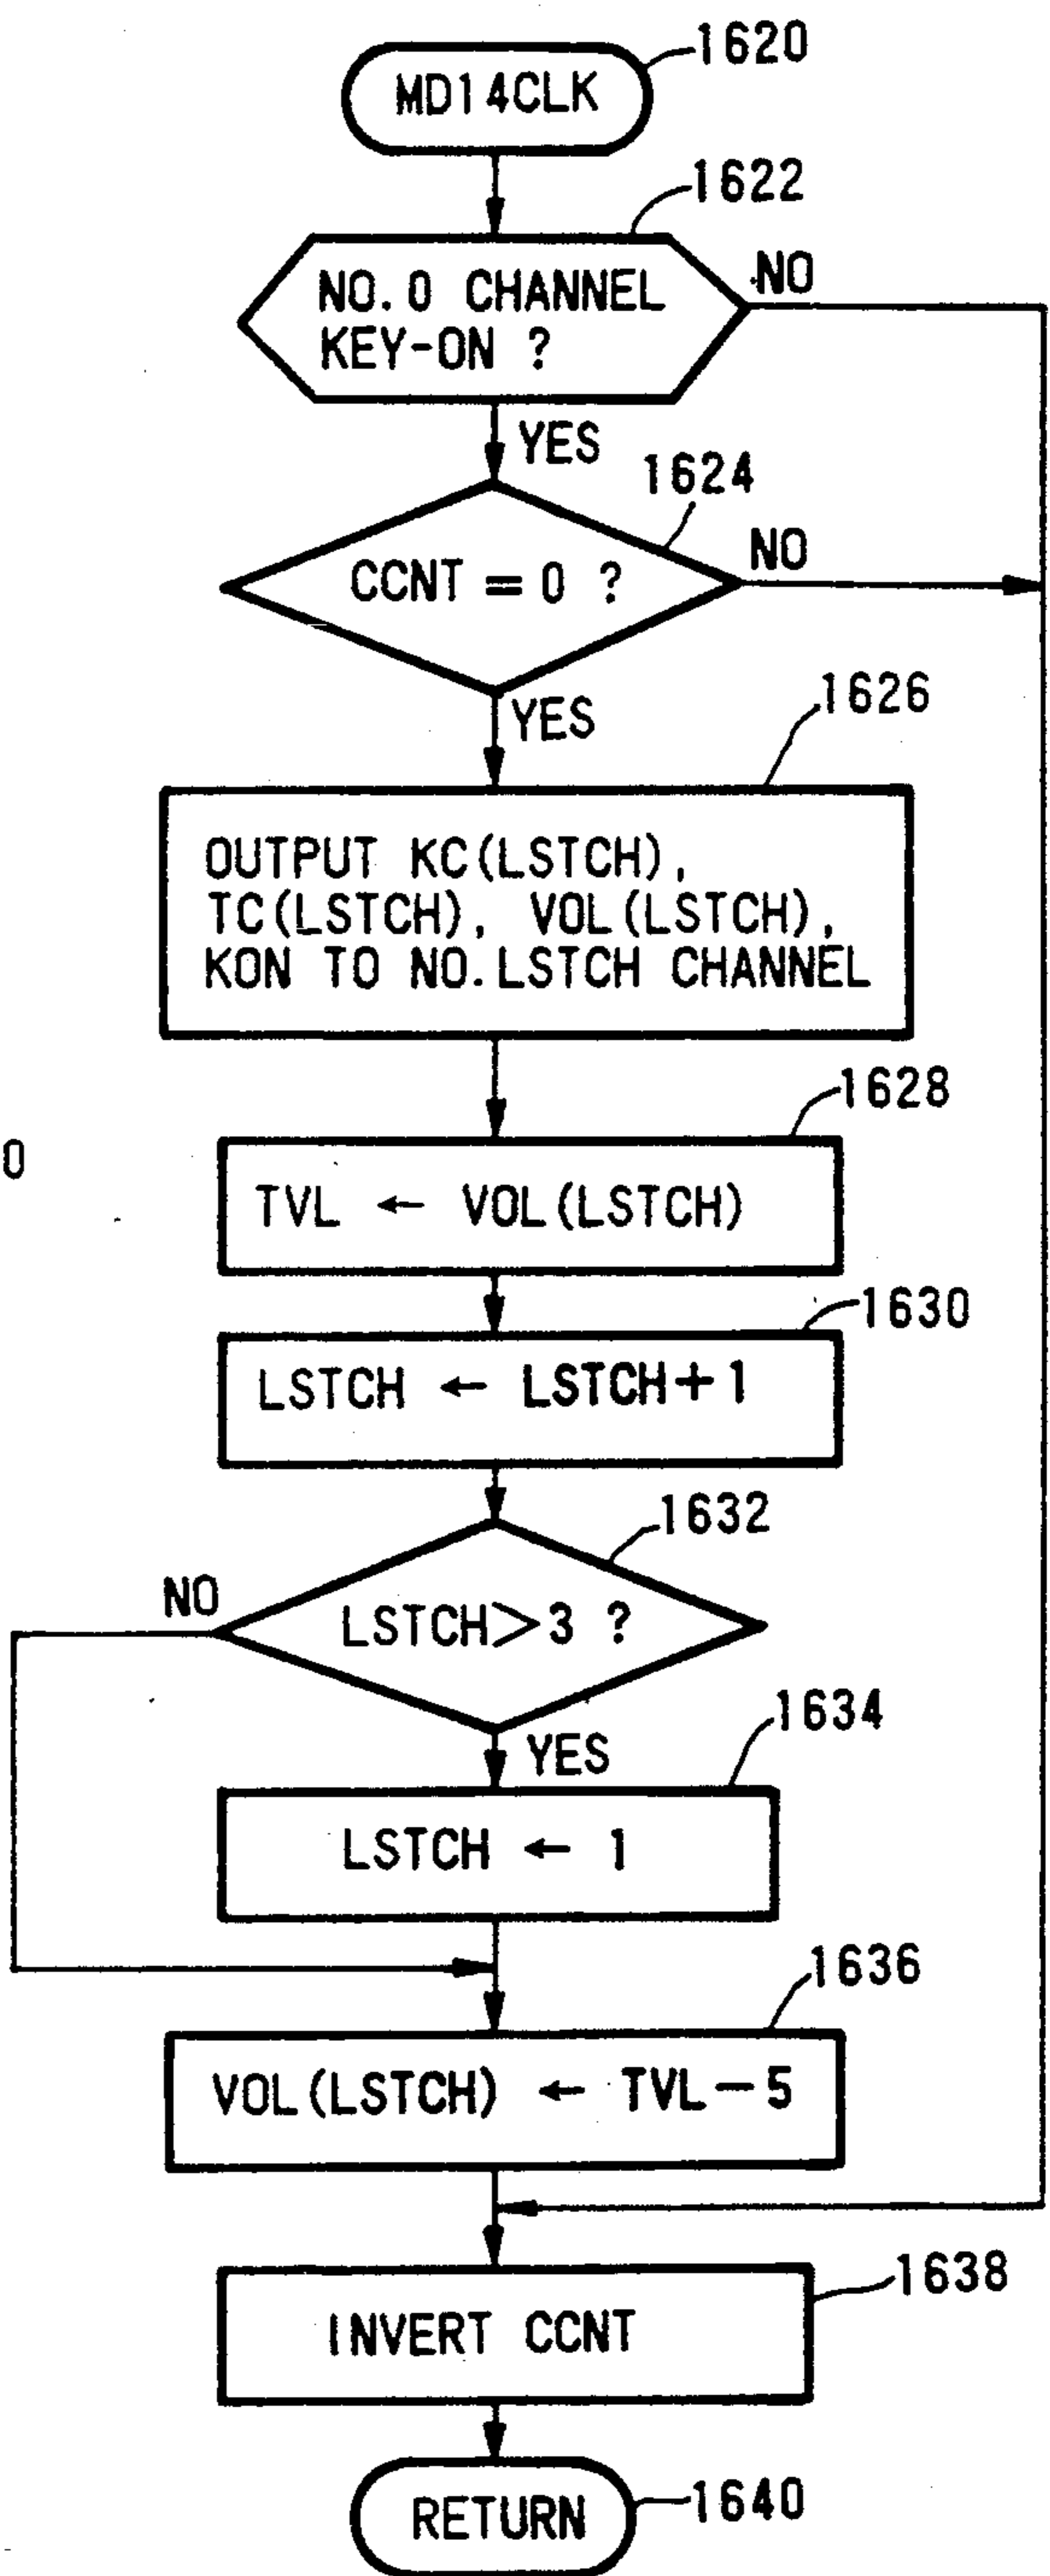 1620
MD14CLK
1622
NO.0 CHANNEL
KEY-ON ?
NO
YES
1624
CCNT = 0 ?
NO
YES
1626
OUTPUT KC(LSTCH),
TC(LSTCH), VOL(LSTCH),
KON TO NO.LSTCH CHANNEL
1628
0
TVL ← VOL(LSTCH)
1630
LSTCH ← LSTCH+1
1632
NO
LSTCH>3 ?
YES
1634
LSTCH ← 1
1636
VOL(LSTCH) ← TVL-5
1638
INVERT CCNT
RETURN
1640